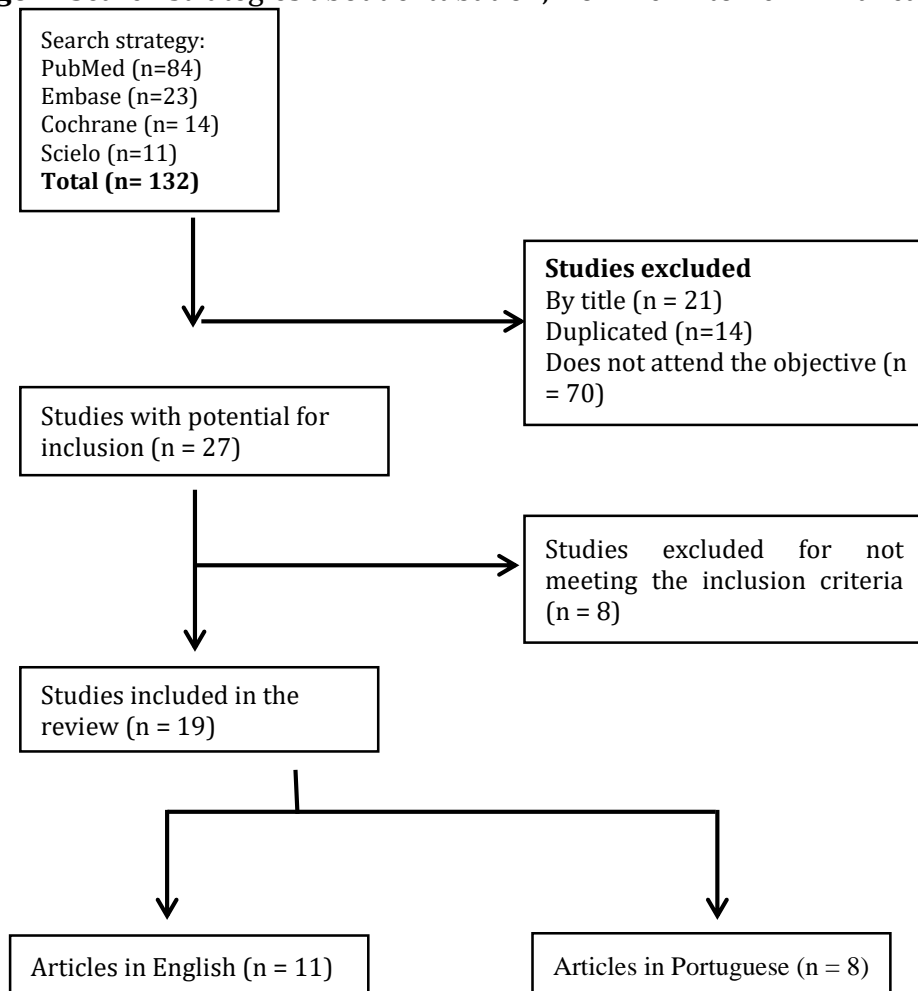 Search strategy:
PubMed (n=84)
Embase (n=23)
Cochrane (n= 14)
Scielo (n=11)
Total (n= 132)
Studies excluded
By title (n = 21)
Duplicated (n=14)
Does not attend the objective (n
= 70)
Studies with potential for
inclusion (n = 27)
Studies excluded for not
meeting the inclusion criteria
(n = 8)
Studies included in the
review (n = 19)
Articles in English (n = 11)
Articles in Portuguese (n = 8)